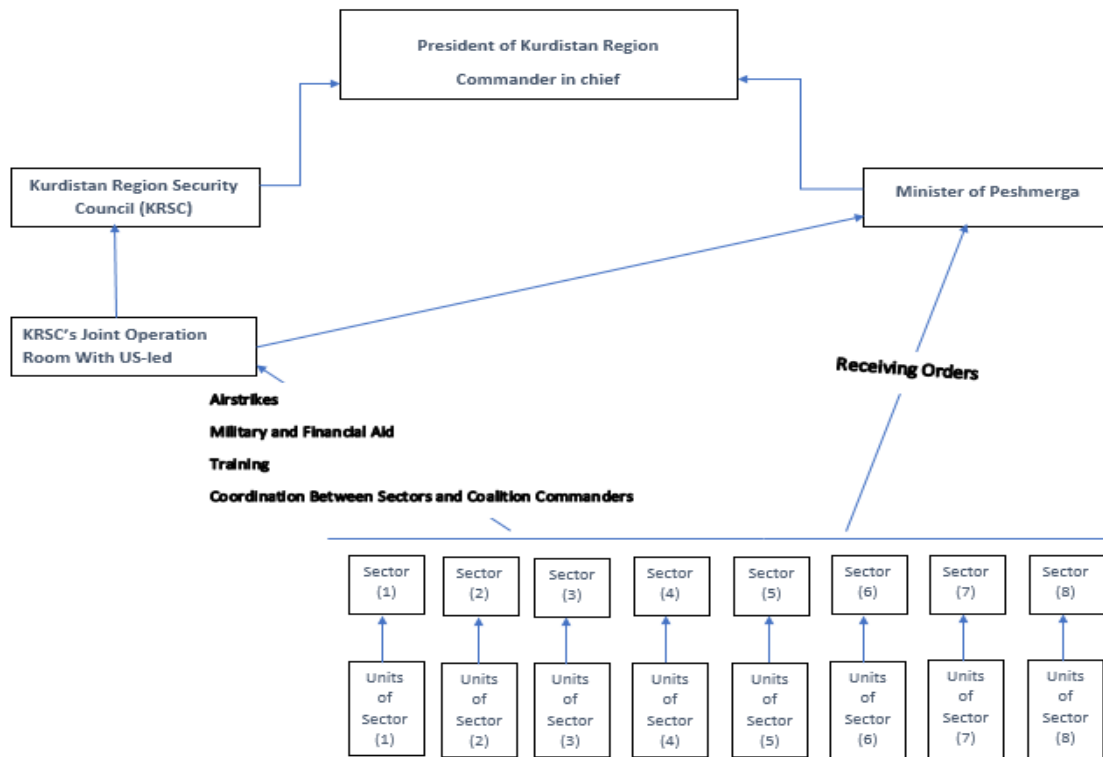 President of Kurdistan Region
Commander in chief
Kurdistan Region Security
Council (KRSC)
Minister of Peshmerga
KRSC’s Joint Operation
Room With US-led
Receiving Orders
Airstrikes
Military and Financial Aid
Training
Coordination Between Sectors and Coalition Commanders
Sector
(1)
Sector
(2)
Sector
(3)
Sector
(4)
Sector
(5)
Sector
(6)
Sector
(7)
Sector
(8)
Units
of
Sector
(1)
Units
of
Sector
(2)
Units
of
Sector
(3)
Units
of
Sector
(4)
Units
of
Sector
(5)
Units
of
Sector
(6)
Units
of
Sector
(7)
Units
of
Sector
(8)